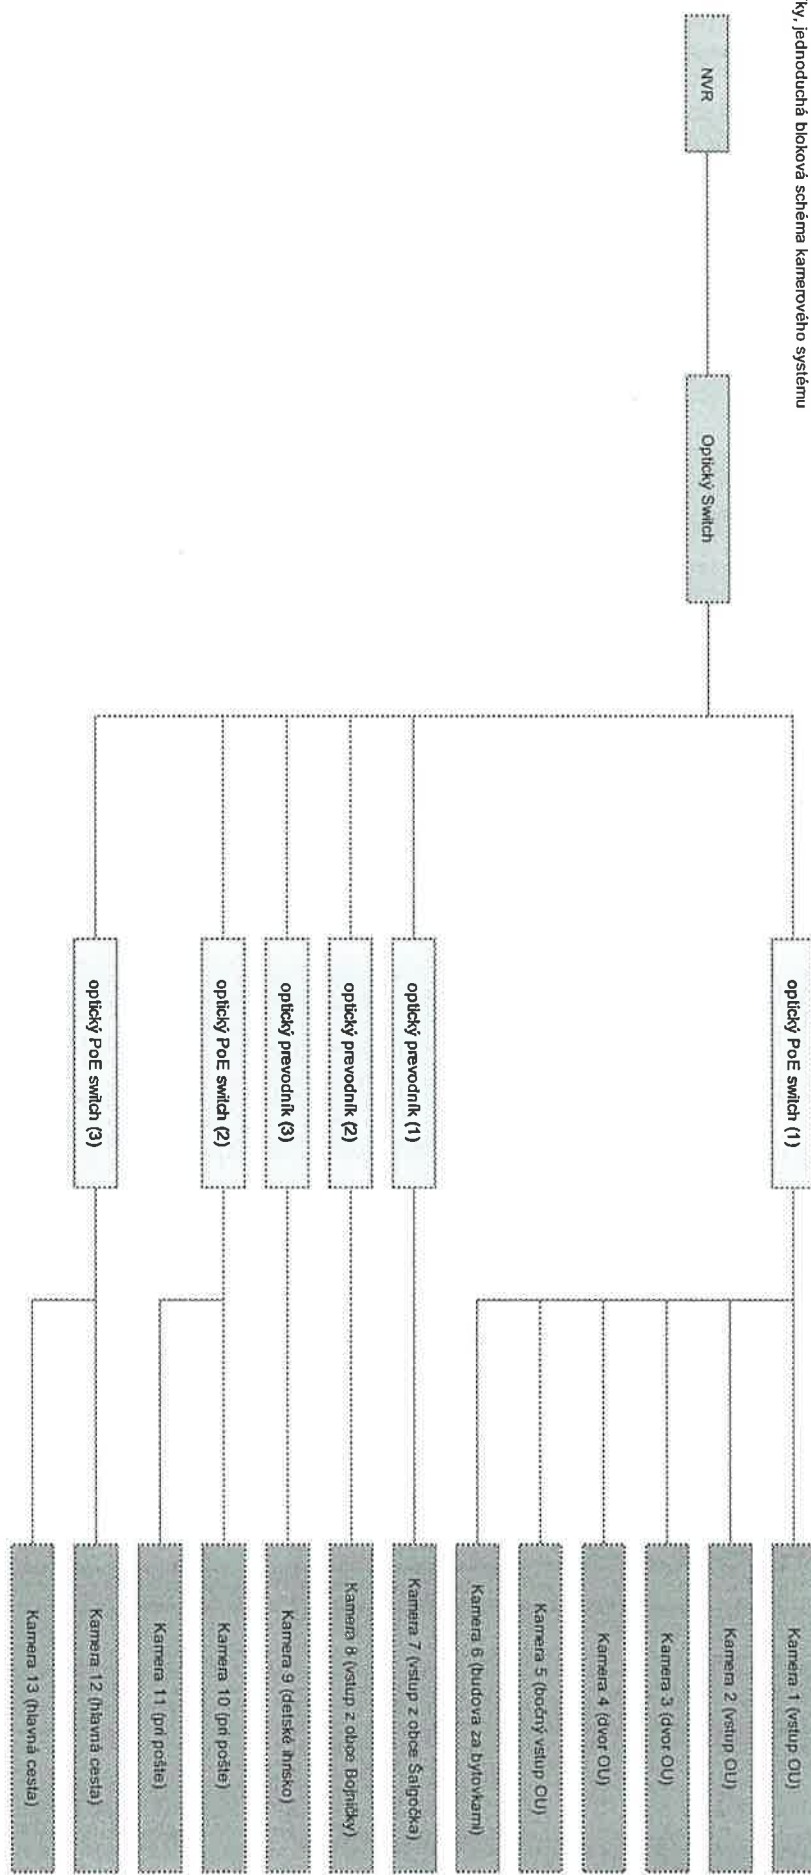 jednoduchá bloková schéma kamerového systému
NVR
Optický Switch
optický PoE switch (1)
optický prevodník (1)
optický prevodník (2)
optický prevodník (3)
optický PoE switch (2)
optický PoE switch (3)
Kamera 1 (vstup OU)
Kamera 2 (vstup OU)
Kamera 3 (dvor OU)
Kamera 4 (dvor OU)
Kamera 5 (bočný vstup OU)
Kamera 6 (budova za bytovkami)
Kamera 7 (vstup z obce Šalgočka)
Kamera 8 (vstup z obce Bojničky)
Kamera 9 (detské ihrisko)
Kamera 10 (pri pošte)
Kamera 11 (pri pošte)
Kamera 12 (hlavná cesta)
Kamera 13 (hlavná cesta)